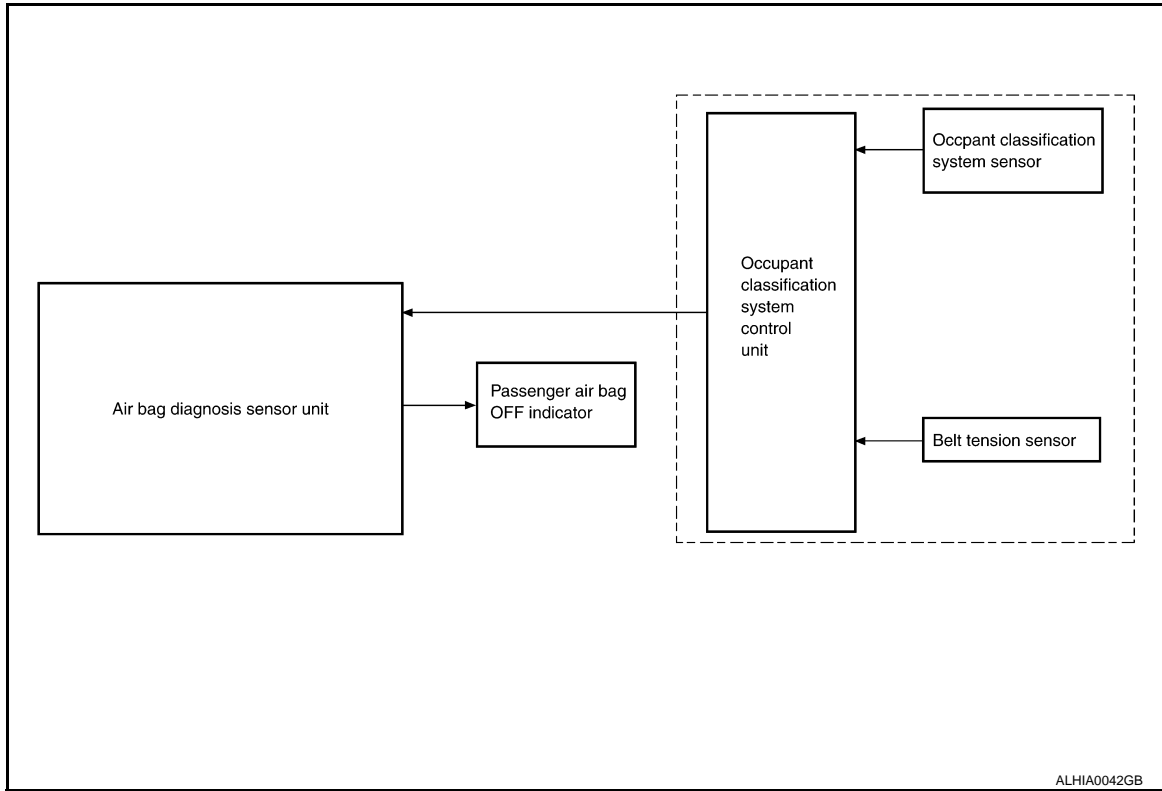 Occpant classification
system sensor
Occupant
classification
system
control
unit
Air bag diagnosis sensor unit
Passenger air bag
OFF indicator
Belt tension sensor
ALHIA0042GB